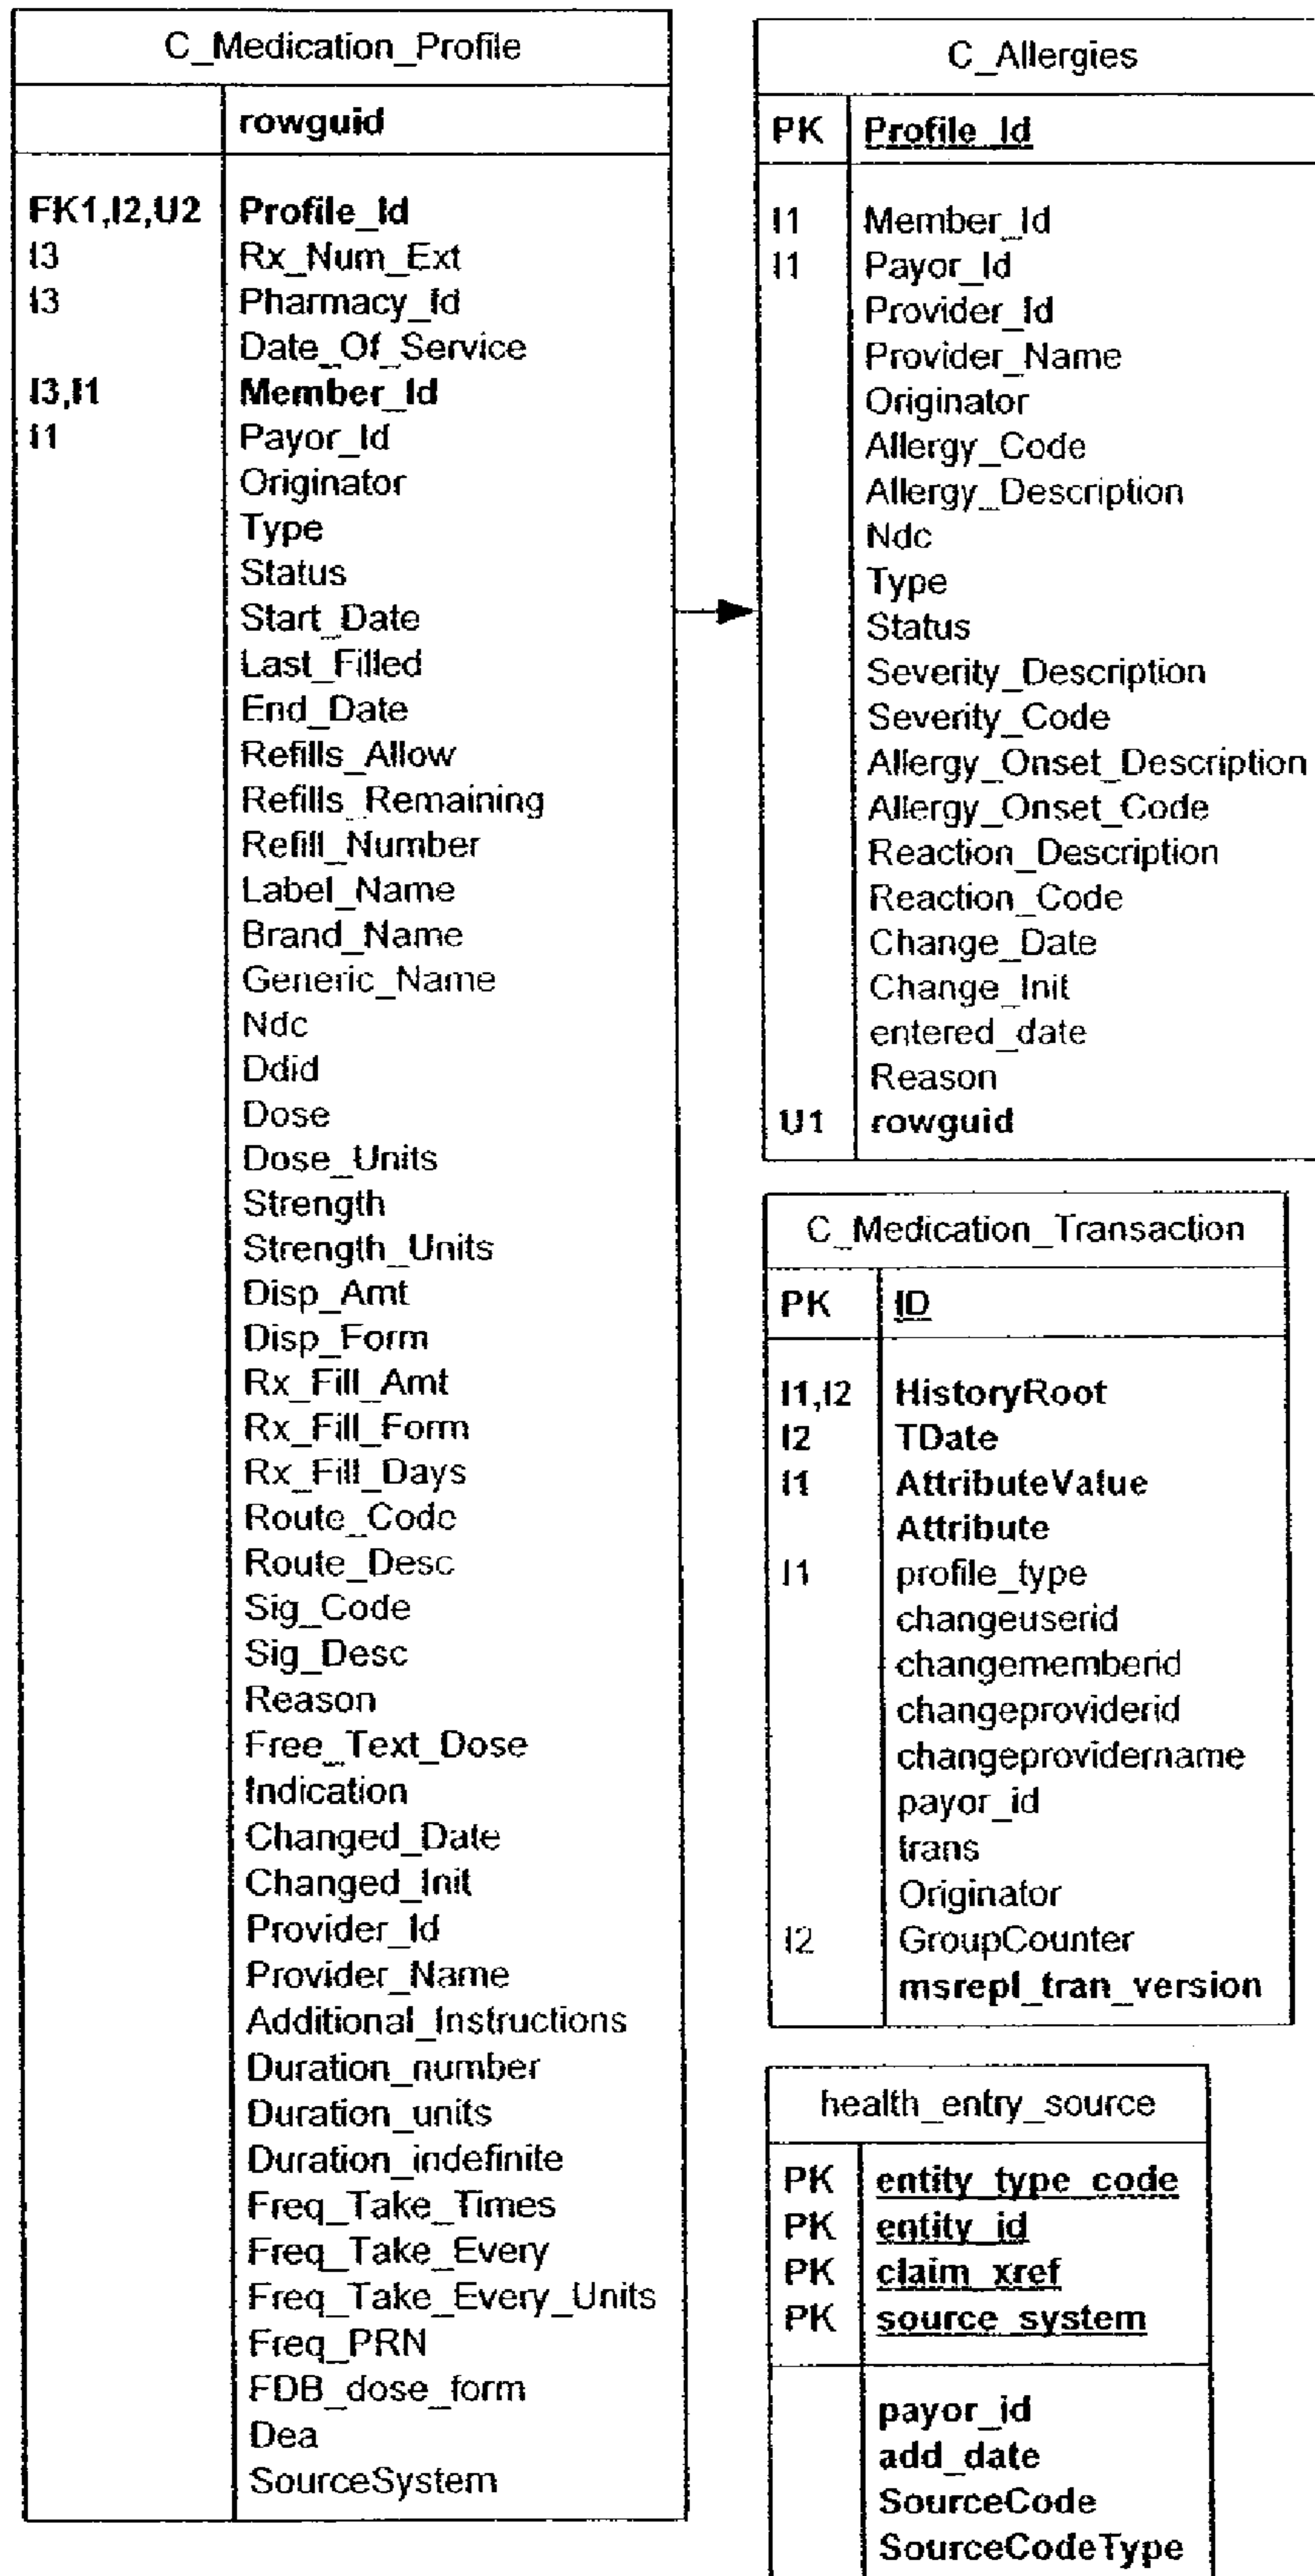 C_Medication_Profile
rowguid
FK1,I2,U2 Profile_Id
I3 Rx_Num_Ext
I3 Pharmacy_Id
Date_Of_Service
I3,I1 Member_Id
I1 Payor_Id
Originator
Type
Status
Start_Date
Last_Filled
End_Date
Refills_Allow
Refills_Remaining
Refill_Number
Label_Name
Brand_Name
Generic_Name
Ndc
Ddid
Dose
Dose_Units
Strength
Strength_Units
Disp_Amt
Disp_Form
Rx_Fill_Amt
Rx_Fill_Form
Rx_Fill_Days
Route_Code
Route_Desc
Sig_Code
Sig_Desc
Reason
Free_Text_Dose
Indication
Changed_Date
Changed_Init
Provider_Id
Provider_Name
Additional_Instructions
Duration_number
Duration_units
Duration_indefinite
Freq_Take_Times
Freq_Take_Every
Freq_Take_Every_Units
Freq_PRN
FDB_dose_form
Dea
SourceSystem
C_Allergies
PK Profile_Id
I1 Member_Id
I1 Payor_Id
Provider_Id
Provider_Name
Originator
Allergy_Code
Allergy_Description
Ndc
Type
Status
Severity_Description
Severity_Code
Allergy_Onset_Description
Allergy_Onset_Code
Reaction_Description
Reaction_Code
Change_Date
Change_Init
entered_date
Reason
U1 rowguid
C_Medication_Transaction
PK ID
I1,I2 HistoryRoot
I2 TDate
I1 AttributeValue
Attribute
I1 profile_type
changeuserid
changememberid
changeproviderid
changeprovidername
payor_id
trans
Originator
I2 GroupCounter
msrepl_tran_version
health_entry_source
PK entity_type_code
PK entity_id
PK claim_xref
PK source_system
payor_id
add_date
SourceCode
SourceCodeType